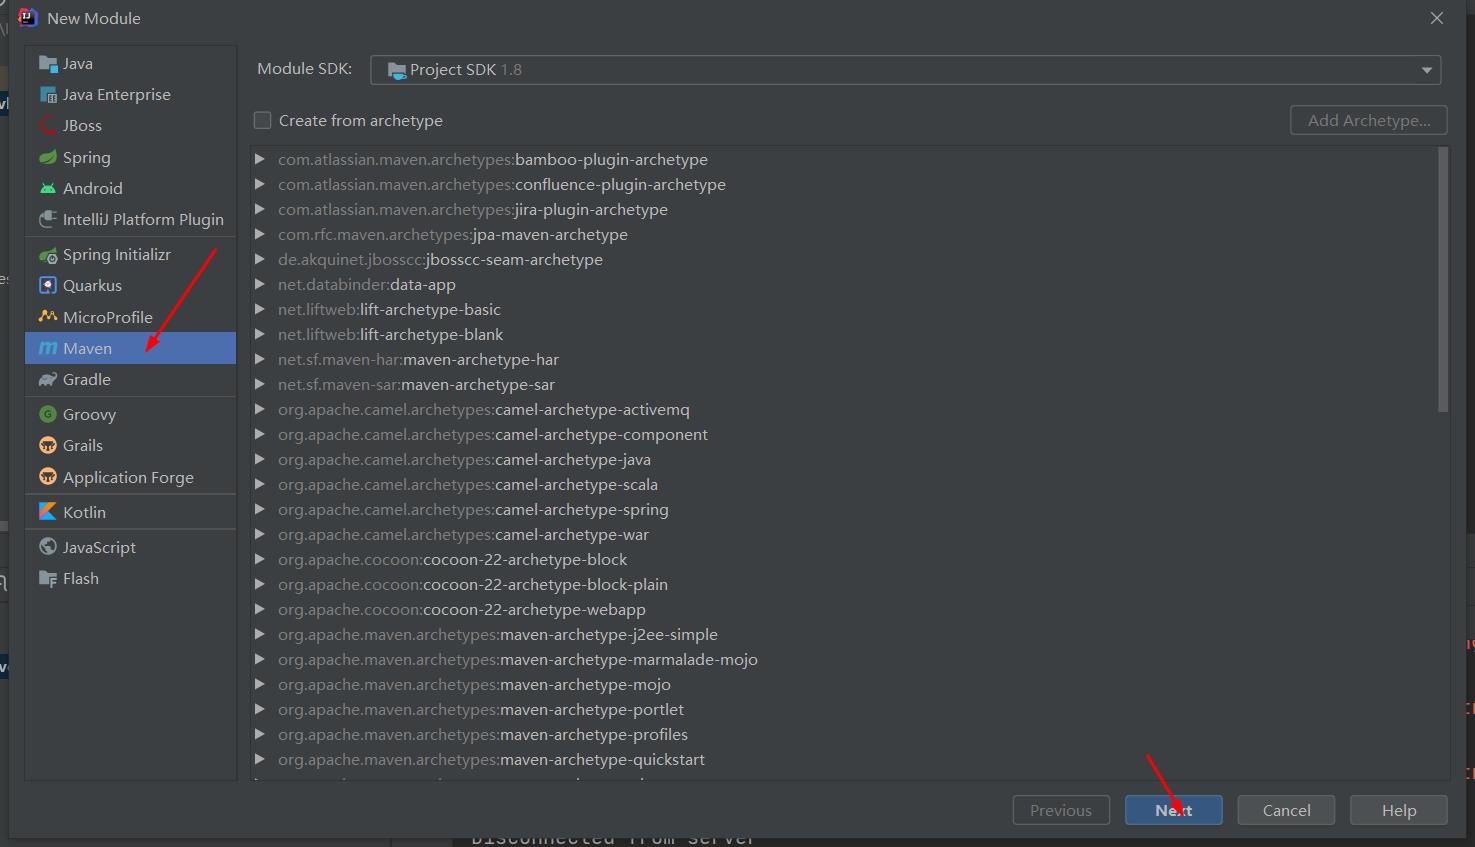 New Module
Java
Java Enterprise
JBoss
Spring
Android
IntelliJ Platform Plugin
Spring Initializr
Quarkus
MicroProfile
Maven
Gradle
Groovy
Grails
Application Forge
Kotlin
JavaScript
Flash
Module SDK: Project SDK 1.8
Create from archetype
Add Archetype...
com.atlassian.maven.archetypes:bamboo-plugin-archetype
com.atlassian.maven.archetypes:confluence-plugin-archetype
com.atlassian.maven.archetypes:jira-plugin-archetype
com.rfc.maven.archetypes:jpa-maven-archetype
de.akquinet.jbosscc:jbosscc-seam-archetype
net.databinder:data-app
net.liftweb:lift-archetype-basic
net.liftweb:lift-archetype-blank
net.sf.maven-har:maven-archetype-har
net.sf.maven-sar:maven-archetype-sar
org.apache.camel.archetypes:camel-archetype-activemq
org.apache.camel.archetypes:camel-archetype-component
org.apache.camel.archetypes:camel-archetype-java
org.apache.camel.archetypes:camel-archetype-scala
org.apache.camel.archetypes:camel-archetype-spring
org.apache.camel.archetypes:camel-archetype-war
org.apache.cocoon:cocoon-22-archetype-block
org.apache.cocoon:cocoon-22-archetype-block-plain
org.apache.cocoon:cocoon-22-archetype-webapp
org.apache.maven.archetypes:maven-archetype-j2ee-simple
org.apache.maven.archetypes:maven-archetype-marmalade-mojo
org.apache.maven.archetypes:maven-archetype-mojo
org.apache.maven.archetypes:maven-archetype-portlet
org.apache.maven.archetypes:maven-archetype-profiles
org.apache.maven.archetypes:maven-archetype-quickstart
Previous
Next
Cancel
Help
Disconnected from server